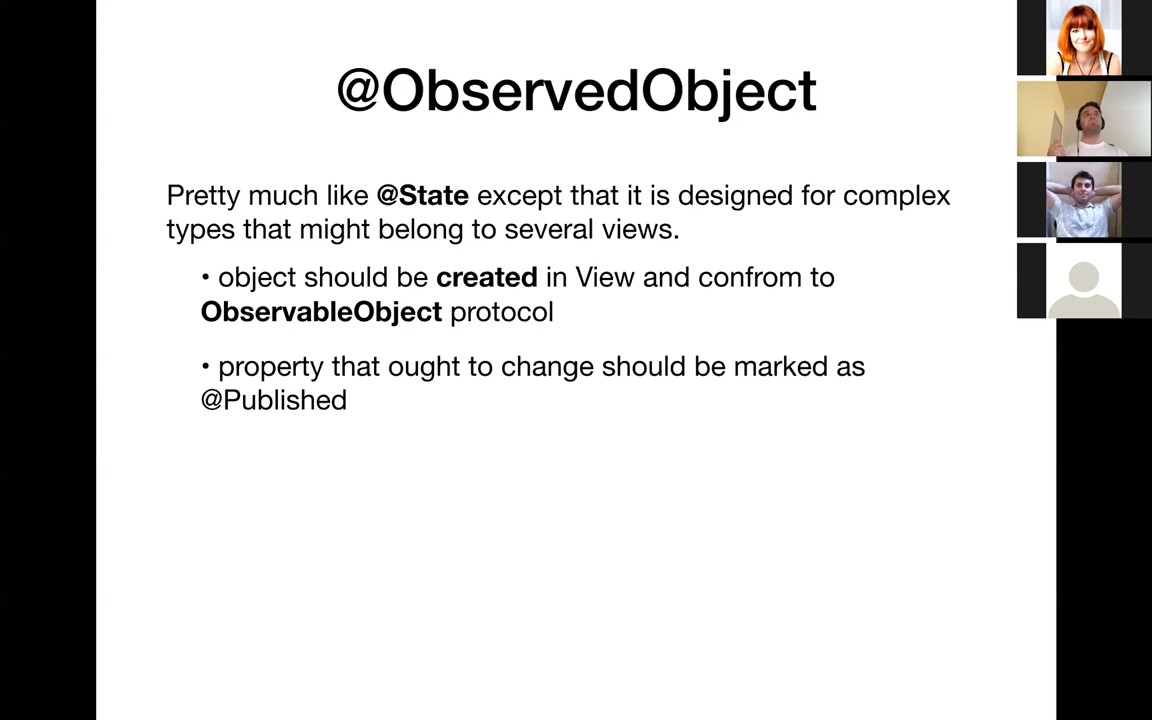 @ObservedObject
Pretty much like @State except that it is designed for complex
types that might belong to several views.
• object should be created in View and confrom to
ObservableObject protocol
• property that ought to change should be marked as
@Published